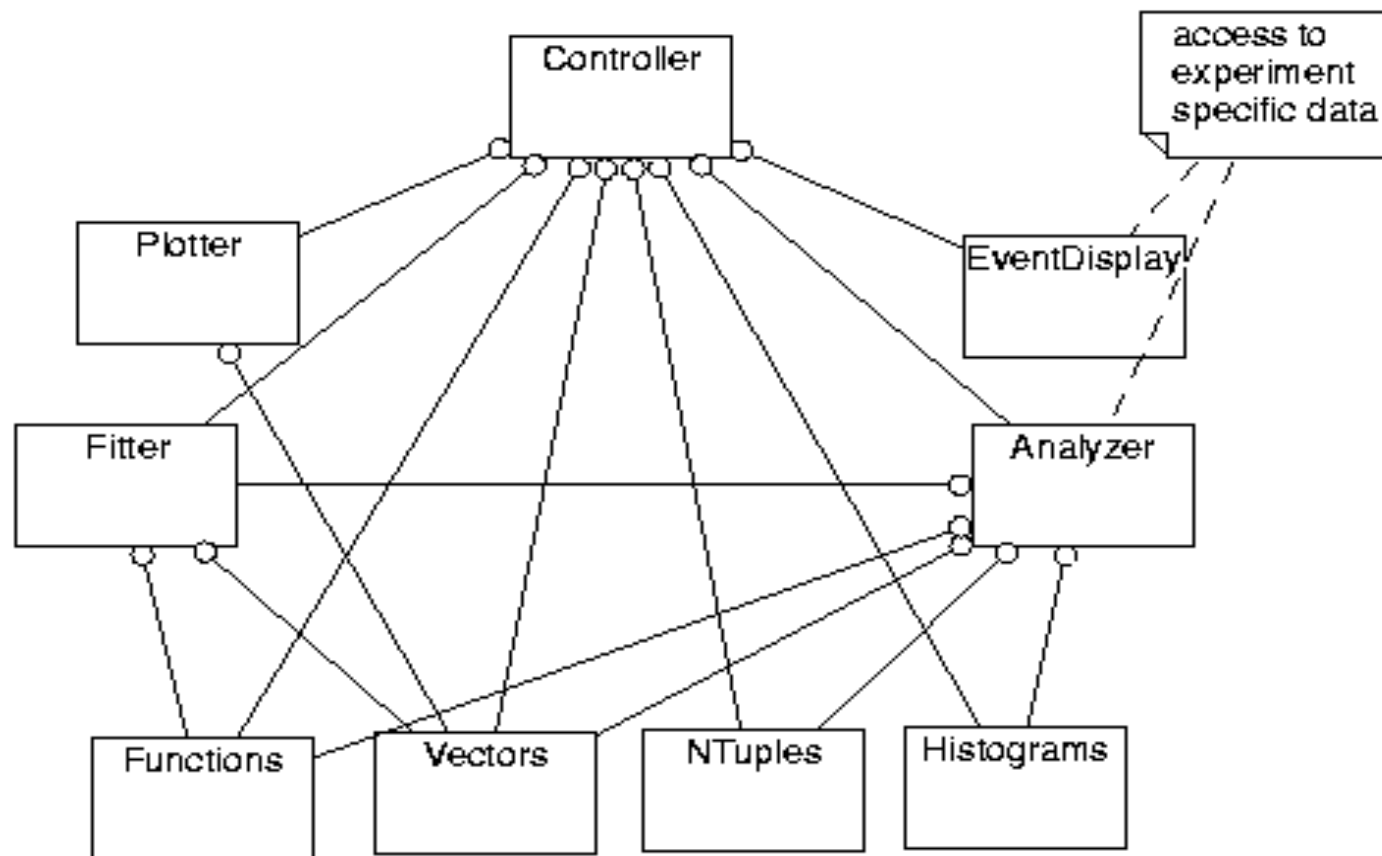 Controller
access to
experiment
specific data
Plotter
EventDisplay
Fitter
Analyzer
Functions
Vectors
NTuples
Histograms